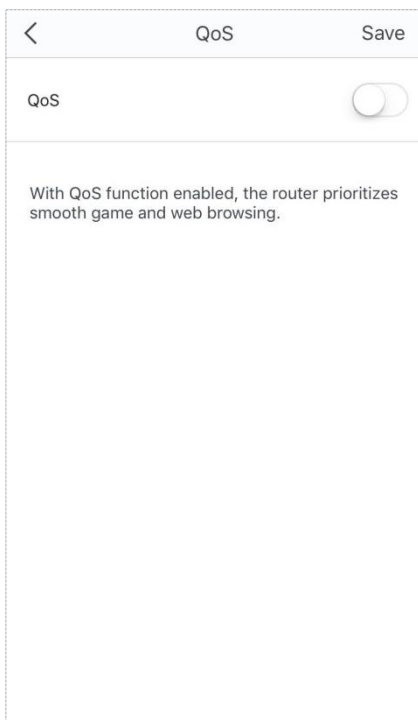 QoS Save
QoS
With QoS function enabled, the router prioritizes
smooth game and web browsing.